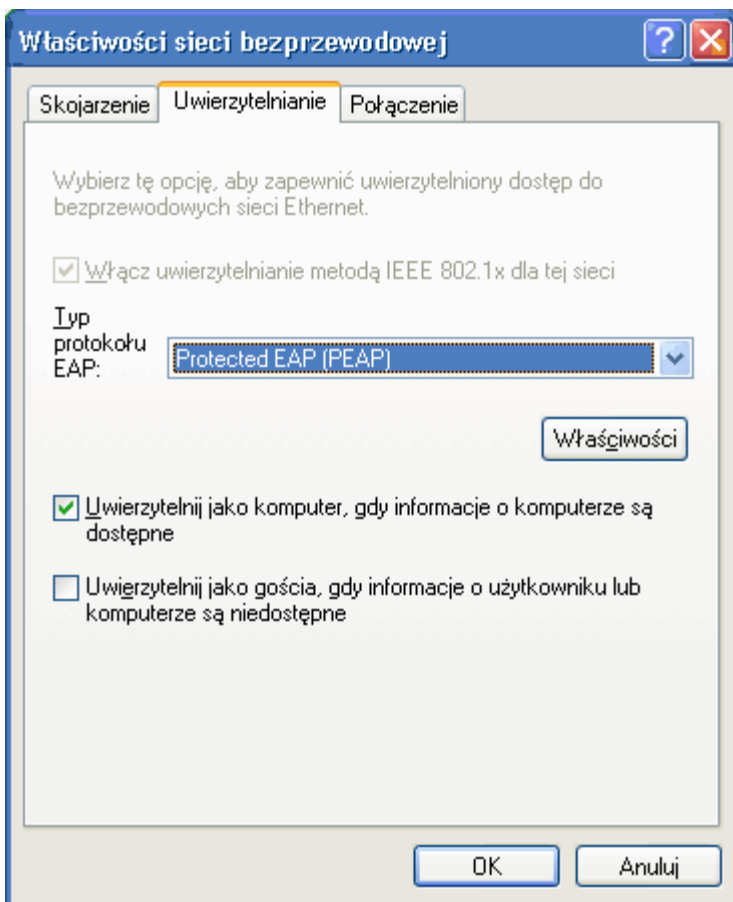 Właściwości sieci bezprzewodowej
Skojarzenie Uwierzytelnianie Połączenie
Wybierz tę opcję, aby zapewnić uwierzytelniony dostęp do
bezprzewodowych sieci Ethernet.
Włącz uwierzytelnianie metodą IEEE 802.1x dla tej sieci
Typ
protokołu
EAP:
Protected EAP (PEAP)
Właściwości
Uwierzytelnij jako komputer, gdy informacje o komputerze są
dostępne
Uwierzytelnij jako gościa, gdy informacje o użytkowniku lub
komputerze są niedostępne
OK Anuluj